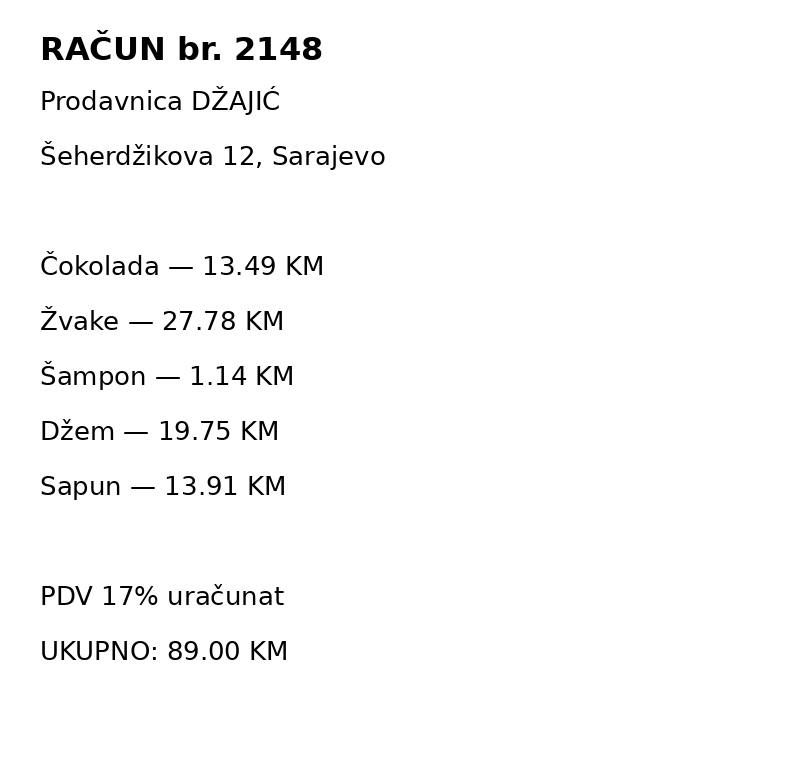 RAČUN br. 2148
Prodavnica DŽAJIĆ
Šeherdžikova 12, Sarajevo
Čokolada — 13.49 KM
Žvake — 27.78 KM
Šampon — 1.14 KM
Džem — 19.75 KM
Sapun — 13.91 KM
PDV 17% uračunat
UKUPNO: 89.00 KM